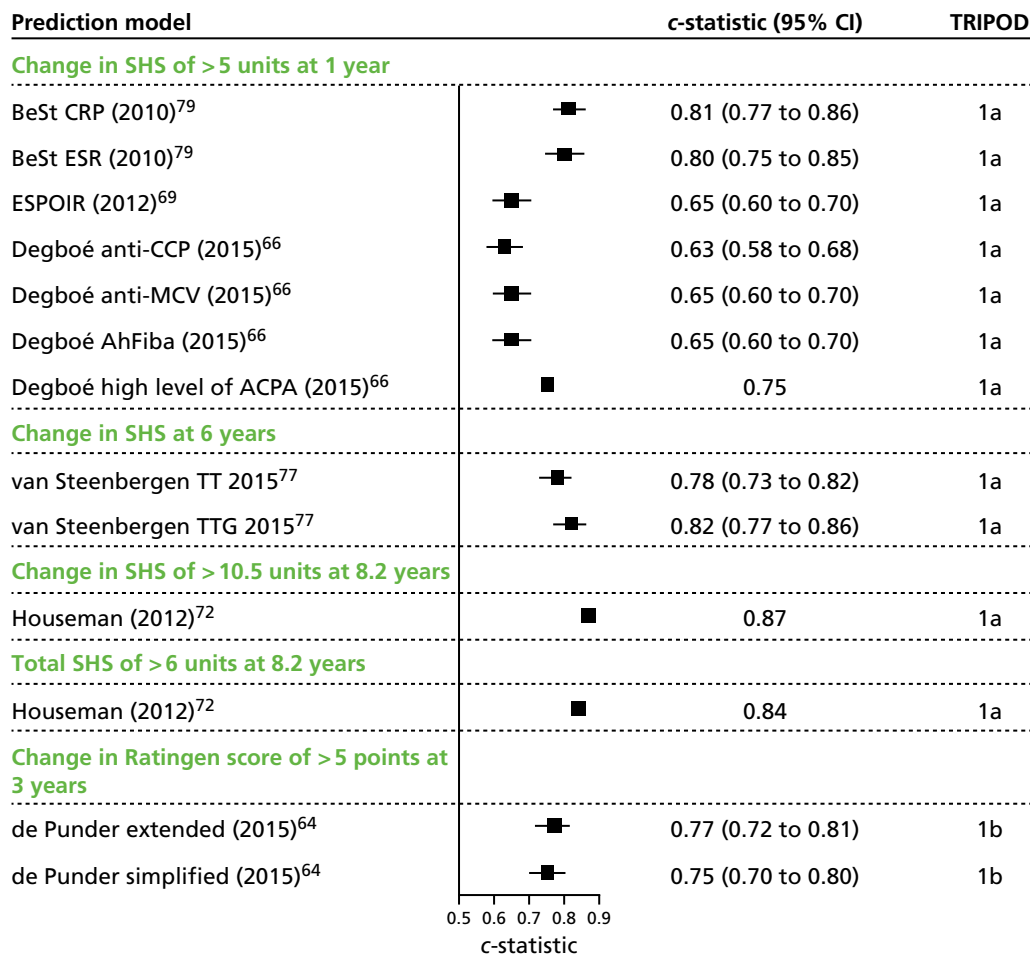 Prediction model c-statistic (95% CI) TRIPOD
Change in SHS of >5 units at 1 year
BeSt CRP (2010)79 0.81 (0.77 to 0.86) 1a
BeSt ESR (2010)79 0.80 (0.75 to 0.85) 1a
ESPOIR (2012)69 0.65 (0.60 to 0.70) 1a
Degboé anti-CCP (2015)66 0.63 (0.58 to 0.68) 1a
Degboé anti-MCV (2015)66 0.65 (0.60 to 0.70) 1a
Degboé AhFiba (2015)66 0.65 (0.60 to 0.70) 1a
Degboé high level of ACPA (2015)66 0.75 1a
Change in SHS at 6 years
van Steenbergen TT 201577 0.78 (0.73 to 0.82) 1a
van Steenbergen TTG 201577 0.82 (0.77 to 0.86) 1a
Change in SHS of >10.5 units at 8.2 years
Houseman (2012)72 0.87 1a
Total SHS of >6 units at 8.2 years
Houseman (2012)72 0.84 1a
Change in Ratingen score of >5 points at
3 years
de Punder extended (2015)64 0.77 (0.72 to 0.81) 1b
de Punder simplified (2015)64 0.75 (0.70 to 0.80) 1b
0.5 0.6 0.7 0.8 0.9
c-statistic